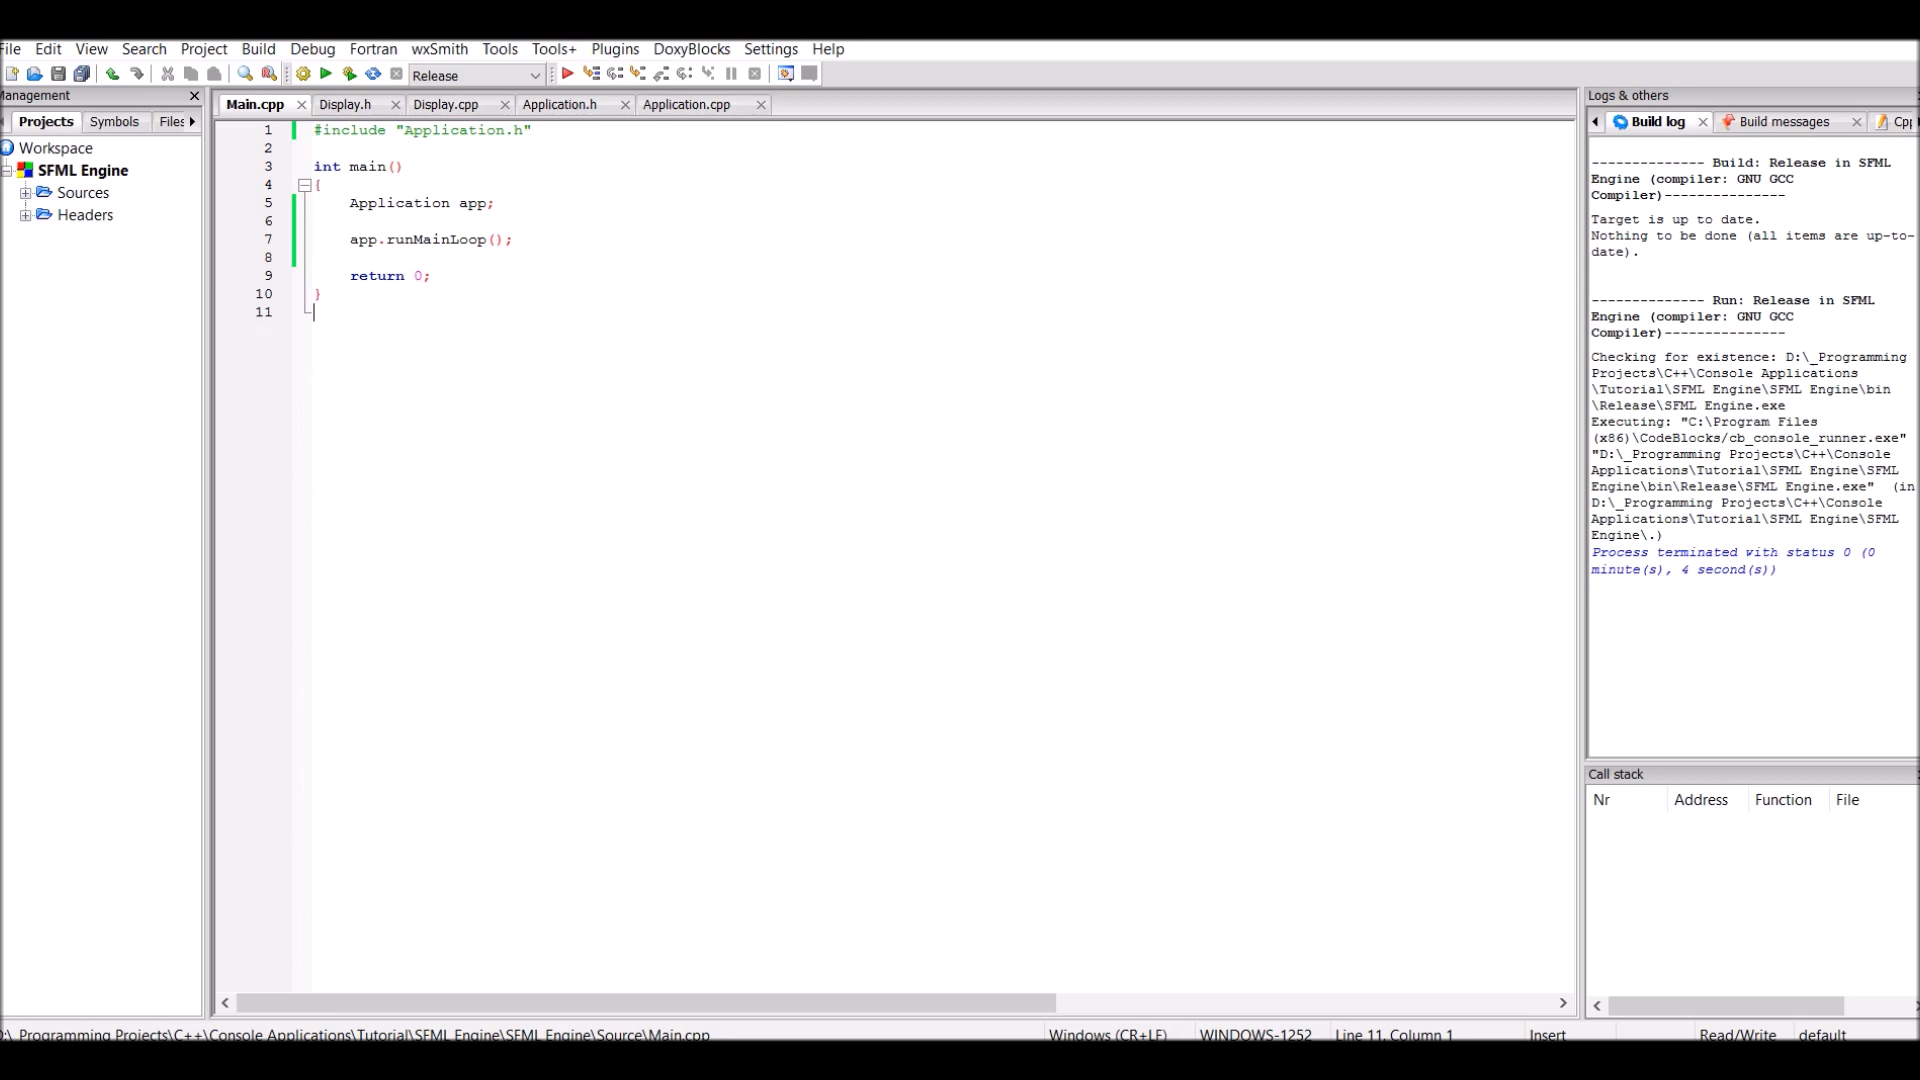 File Edit View Search Project Build Debug Fortran wxSmith Tools Tools+ Plugins DoxyBlocks Settings Help
Release
Management
Projects Symbols Files
Workspace
SFML Engine
Sources
Headers
Main.cpp Display.h Display.cpp Application.h Application.cpp
1 #include "Application.h"
2
3 int main()
4 {
5 Application app;
6
7 app.runMainLoop();
8
9 return 0;
10 }
11
Logs & others
Build log Build messages Cpp
-------------- Build: Release in SFML
Engine (compiler: GNU GCC
Compiler)---------------
Target is up to date.
Nothing to be done (all items are up-to-
date).
-------------- Run: Release in SFML
Engine (compiler: GNU GCC
Compiler)---------------
Checking for existence: D:\_Programming
Projects\C++\Console Applications
\Tutorial\SFML Engine\SFML Engine\bin
\Release\SFML Engine.exe
Executing: "C:\Program Files
(x86)\CodeBlocks/cb_console_runner.exe"
"D:\_Programming Projects\C++\Console
Applications\Tutorial\SFML Engine\SFML
Engine\bin\Release\SFML Engine.exe"  (in
D:\_Programming Projects\C++\Console
Applications\Tutorial\SFML Engine\SFML
Engine\.)
Process terminated with status 0 (0
minute(s), 4 second(s))
Call stack
Nr Address Function File
:\_Programming Projects\C++\Console Applications\Tutorial\SFML Engine\SFML Engine\Source\Main.cpp Windows (CR+LF) WINDOWS-1252 Line 11, Column 1 Insert Read/Write default